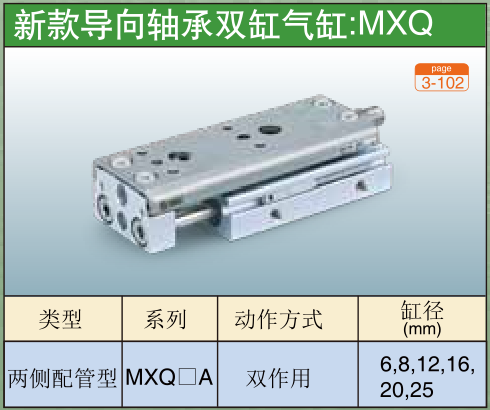 新款导向轴承双缸气缸:MXQ
page
3-102
类型 系列 动作方式 缸径
(mm)
两侧配管型 MXQ□A 双作用 6,8,12,16,
20,25